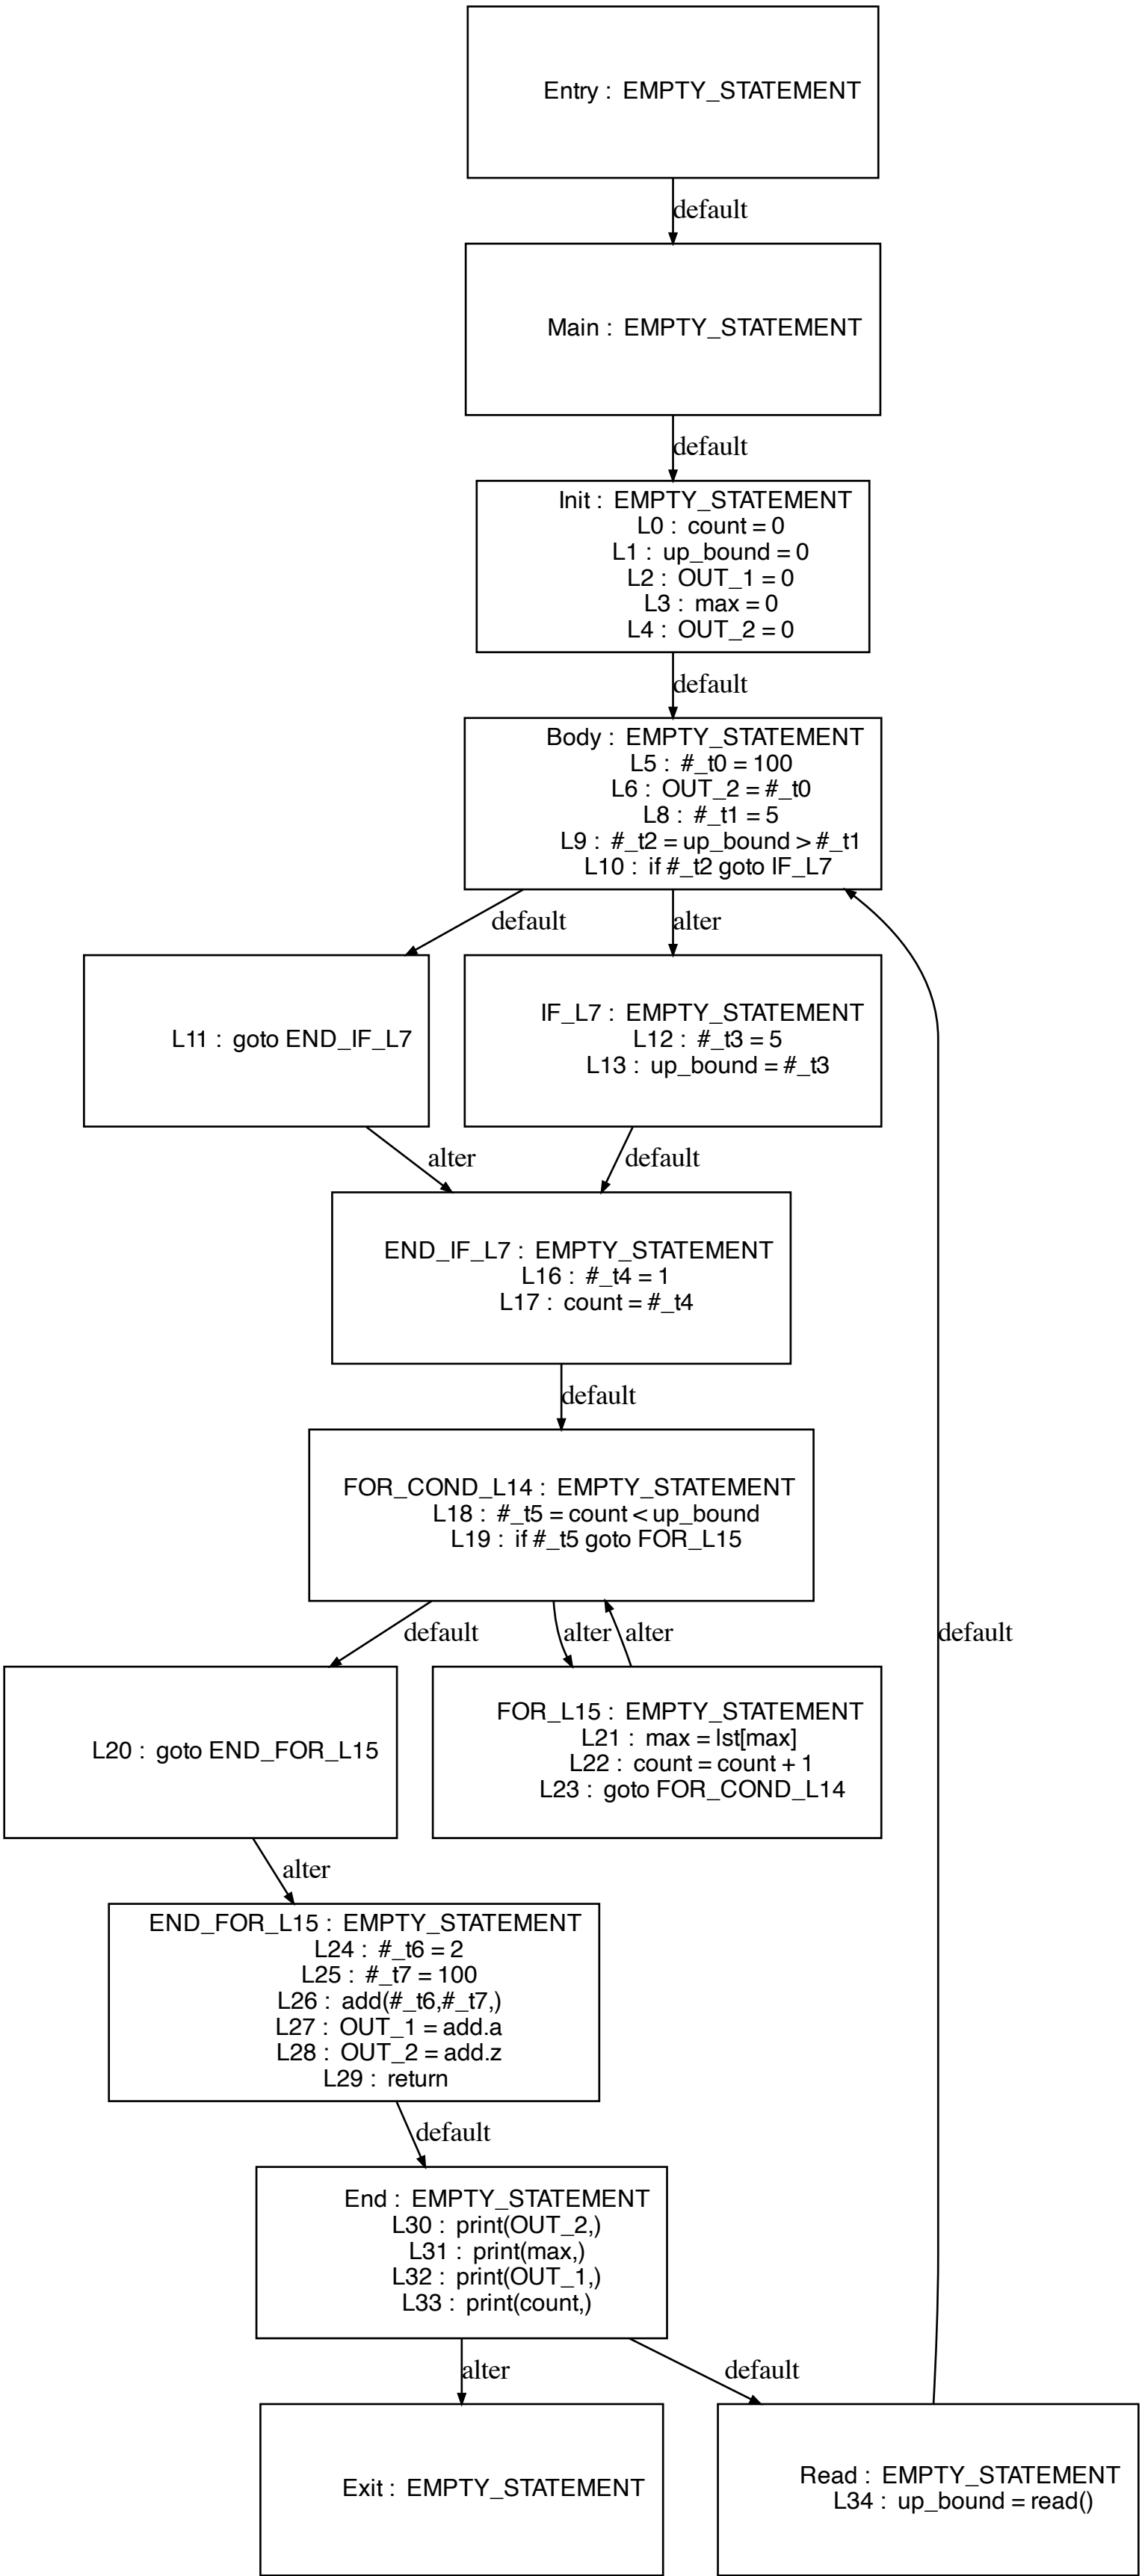 Entry : EMPTY_STATEMENT
default
Main : EMPTY_STATEMENT
default
Init : EMPTY_STATEMENT
L0 : count = 0
L1 : up_bound = 0
L2 : OUT_1 = 0
L3 : max = 0
L4 : OUT_2 = 0
default
Body : EMPTY_STATEMENT
L5 : #_t0 = 100
L6 : OUT_2 = #_t0
L8 : #_t1 = 5
L9 : #_t2 = up_bound > #_t1
L10 : if #_t2 goto IF_L7
default
alter
L11 : goto END_IF_L7
IF_L7 : EMPTY_STATEMENT
L12 : #_t3 = 5
L13 : up_bound = #_t3
alter
default
END_IF_L7 : EMPTY_STATEMENT
L16 : #_t4 = 1
L17 : count = #_t4
default
FOR_COND_L14 : EMPTY_STATEMENT
L18 : #_t5 = count < up_bound
L19 : if #_t5 goto FOR_L15
default
alter
alter
default
L20 : goto END_FOR_L15
FOR_L15 : EMPTY_STATEMENT
L21 : max = lst[max]
L22 : count = count + 1
L23 : goto FOR_COND_L14
alter
END_FOR_L15 : EMPTY_STATEMENT
L24 : #_t6 = 2
L25 : #_t7 = 100
L26 : add(#_t6,#_t7,)
L27 : OUT_1 = add.a
L28 : OUT_2 = add.z
L29 : return
default
End : EMPTY_STATEMENT
L30 : print(OUT_2,)
L31 : print(max,)
L32 : print(OUT_1,)
L33 : print(count,)
alter
default
Exit : EMPTY_STATEMENT
Read : EMPTY_STATEMENT
L34 : up_bound = read()